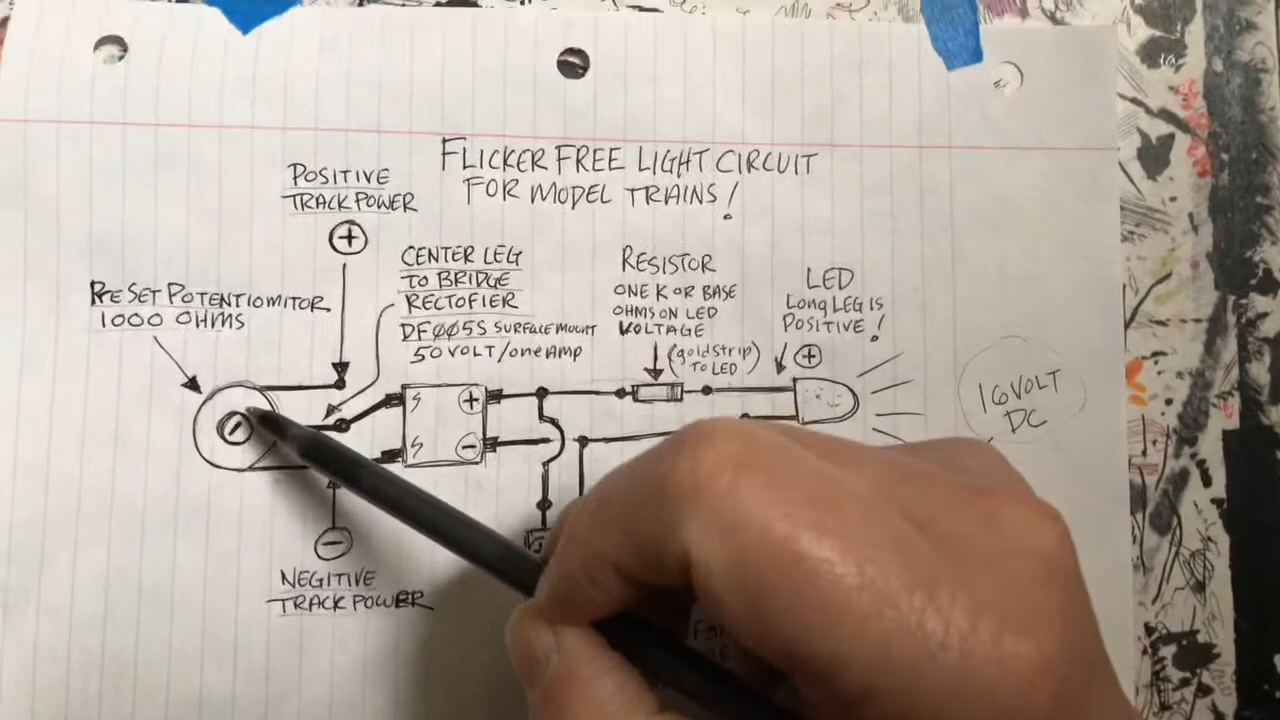 FLICKER FREE LIGHT CIRCUIT
FOR MODEL TRAINS!
POSITIVE
TRACK POWER
+
RESET POTENTIOMITOR
1000 OHMS
CENTER LEG
TO BRIDGE
RECTOFIER
DF005S SURFACE MOUNT
50 VOLT/one AMP
RESISTOR
ONE K OR BASE
OHMS ON LED
VOLTAGE
(gold strip)
TO LED
LED
Long LEG IS
POSITIVE!
+
16 VOLT
DC
S +
S -
-
NEGITIVE
TRACK POWER